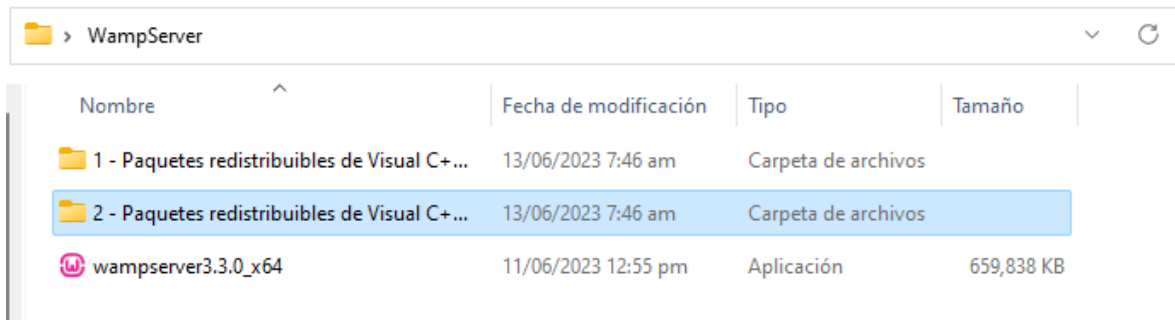 WampServer
Nombre Fecha de modificación Tipo Tamaño
1 - Paquetes redistribuibles de Visual C+... 13/06/2023 7:46 am Carpeta de archivos
2 - Paquetes redistribuibles de Visual C+... 13/06/2023 7:46 am Carpeta de archivos
wampserver3.3.0_x64 11/06/2023 12:55 pm Aplicación 659,838 KB